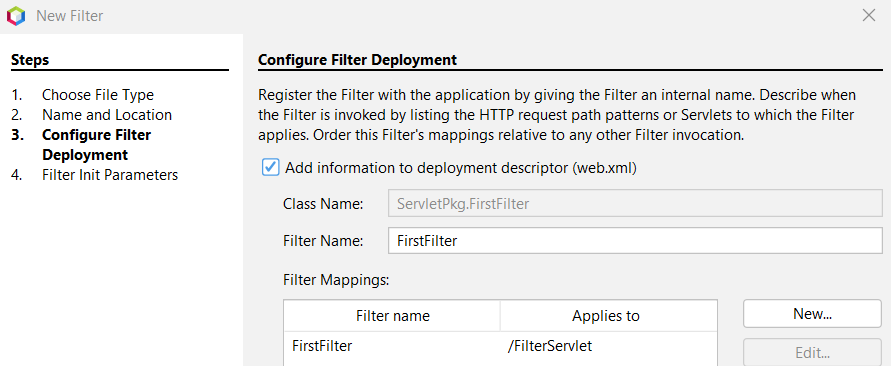 New Filter
Steps
1. Choose File Type
2. Name and Location
3. Configure Filter
Deployment
4. Filter Init Parameters
Configure Filter Deployment
Register the Filter with the application by giving the Filter an internal name. Describe when
the Filter is invoked by listing the HTTP request path patterns or Servlets to which the Filter
applies. Order this Filter's mappings relative to any other Filter invocation.
Add information to deployment descriptor (web.xml)
Class Name: ServletPkg.FirstFilter
Filter Name: FirstFilter
Filter Mappings:
Filter name Applies to New...
FirstFilter /FilterServlet Edit...